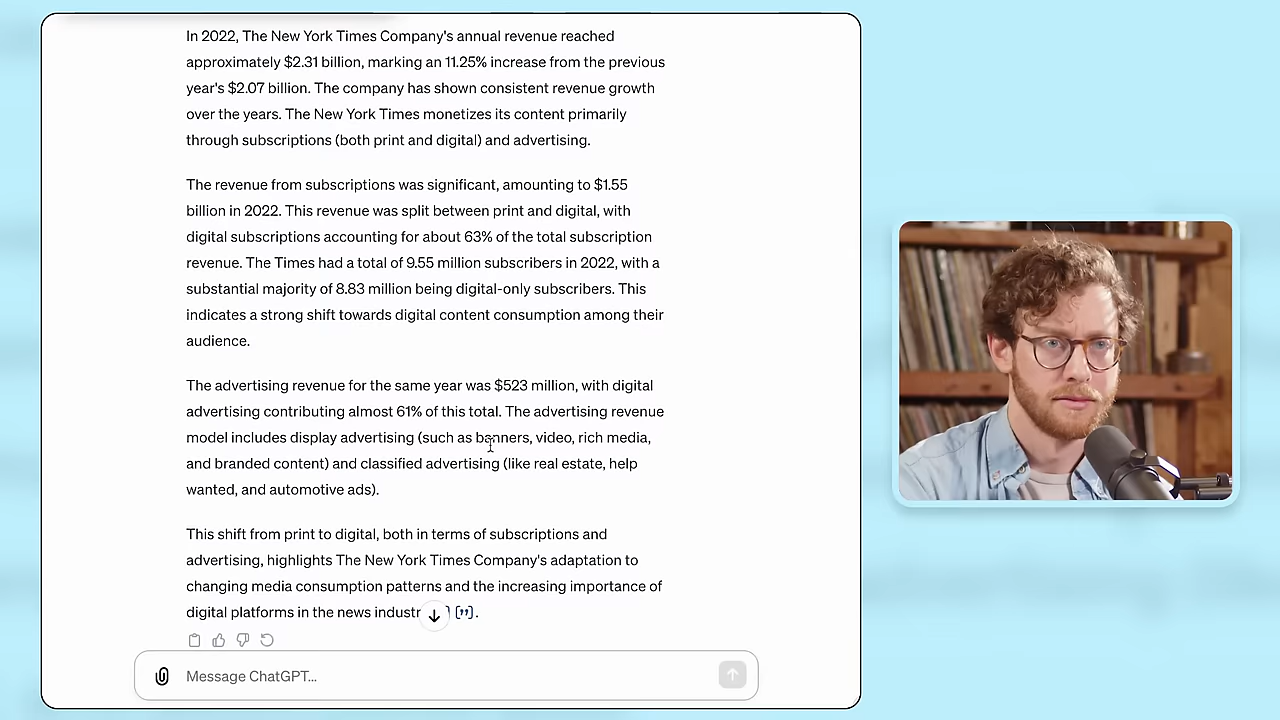 In 2022, The New York Times Company's annual revenue reached
approximately $2.31 billion, marking an 11.25% increase from the previous
year's $2.07 billion. The company has shown consistent revenue growth
over the years. The New York Times monetizes its content primarily
through subscriptions (both print and digital) and advertising.
The revenue from subscriptions was significant, amounting to $1.55
billion in 2022. This revenue was split between print and digital, with
digital subscriptions accounting for about 63% of the total subscription
revenue. The Times had a total of 9.55 million subscribers in 2022, with a
substantial majority of 8.83 million being digital-only subscribers. This
indicates a strong shift towards digital content consumption among their
audience.
The advertising revenue for the same year was $523 million, with digital
advertising contributing almost 61% of this total. The advertising revenue
model includes display advertising (such as banners, video, rich media,
and branded content) and classified advertising (like real estate, help
wanted, and automotive ads).
This shift from print to digital, both in terms of subscriptions and
advertising, highlights The New York Times Company's adaptation to
changing media consumption patterns and the increasing importance of
digital platforms in the news industr ["].
Message ChatGPT...